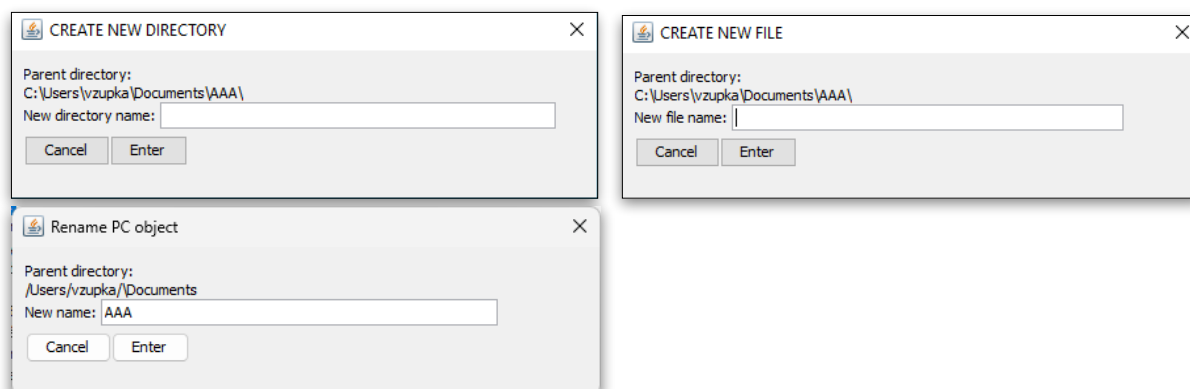 CREATE NEW DIRECTORY
Parent directory:
C:\Users\vzupka\Documents\AAA\
New directory name:
Cancel Enter
CREATE NEW FILE
Parent directory:
C:\Users\vzupka\Documents\AAA\
New file name:
Cancel Enter
Rename PC object
Parent directory:
/Users/vzupka/\Documents
New name: AAA
Cancel Enter